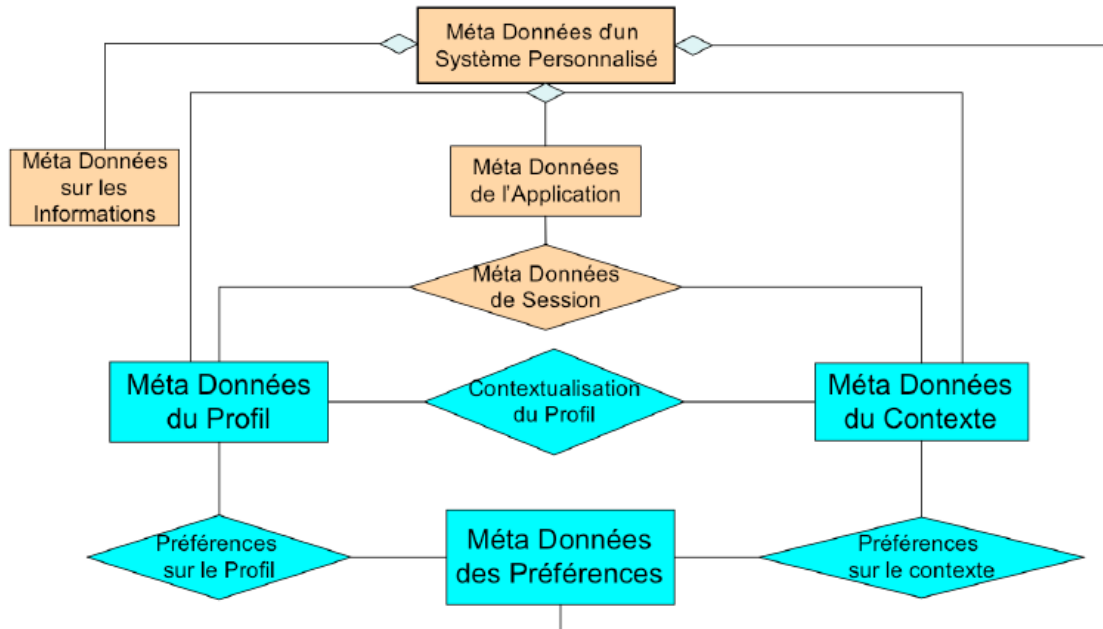 Méta Données d'un
Système Personnalisé
Méta Données
sur les
Informations
Méta Données
de l'Application
Méta Données
de Session
Méta Données
du Profil
Contextualisation
du Profil
Méta Données
du Contexte
Préférences
sur le Profil
Méta Données
des Préférences
Préférences
sur le contexte